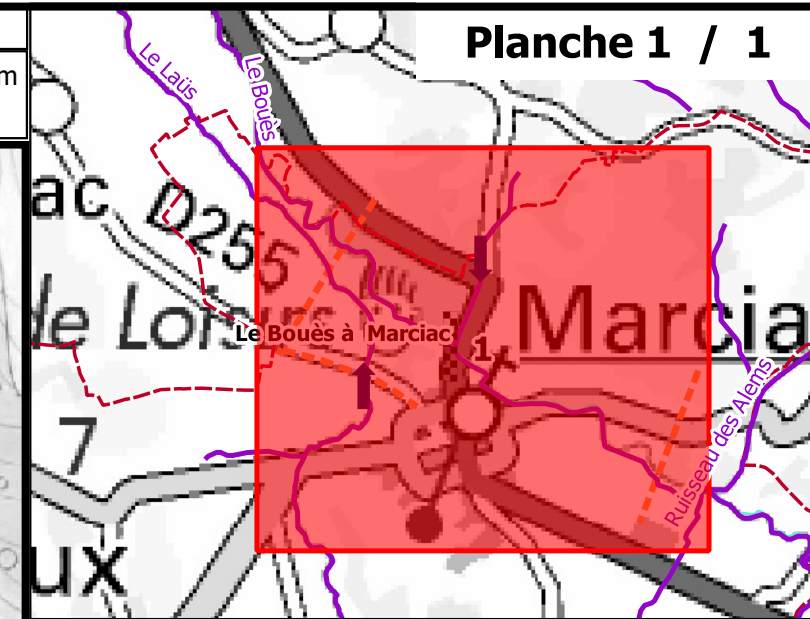 Planche 1 / 1
m
Le Laüs
Le Bouès
ac
D255
de Loisirs
Le Bouès à Marciac
Marcia
1
7
Ruisseau des Alems
ux